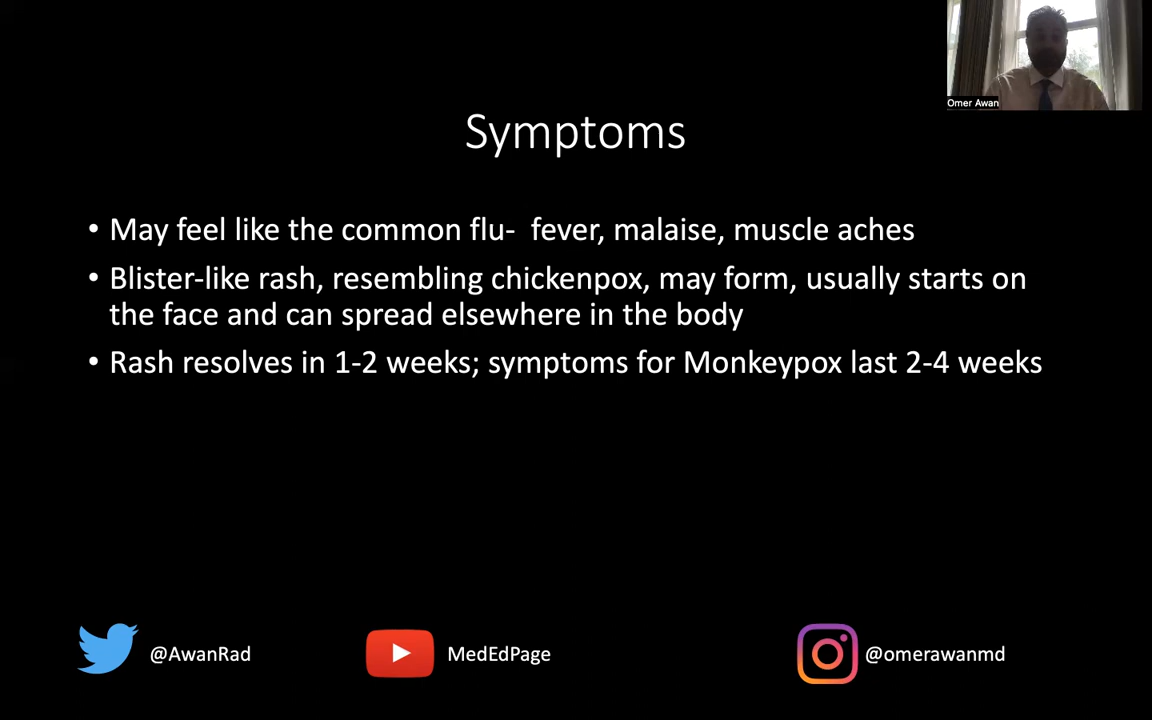 Omer Awan
Symptoms
• May feel like the common flu-  fever, malaise, muscle aches
• Blister-like rash, resembling chickenpox, may form, usually starts on
the face and can spread elsewhere in the body
• Rash resolves in 1-2 weeks; symptoms for Monkeypox last 2-4 weeks
@AwanRad
MedEdPage
@omerawanmd